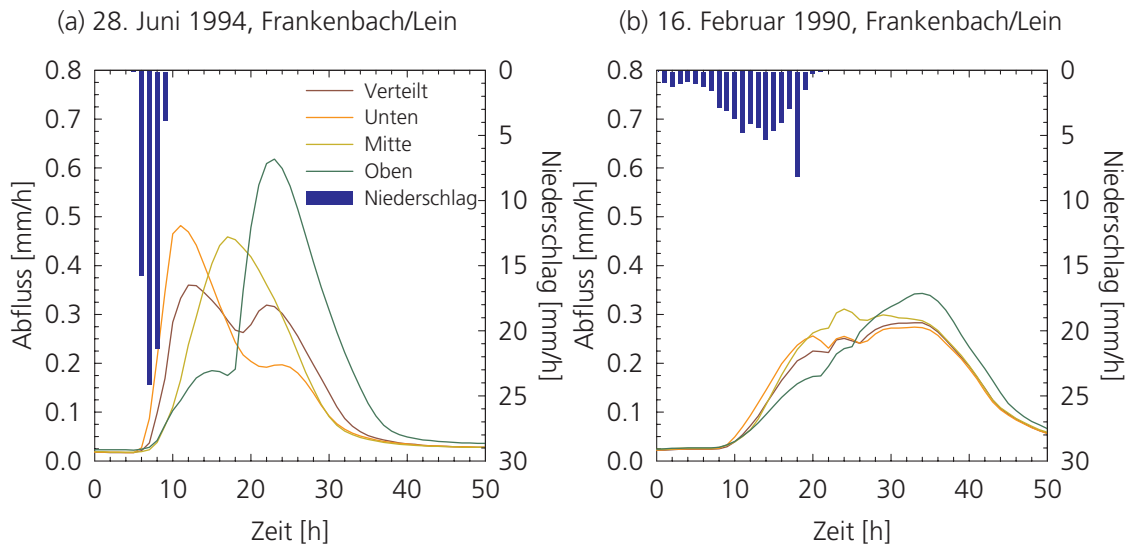 (a) 28. Juni 1994, Frankenbach/Lein
0.8
0.7
0.6
0.5
0.4
0.3
0.2
0.1
0.0
Abfluss [mm/h]
Verteilt
Unten
Mitte
Oben
Niederschlag
0
5
10
15
20
25
30
Niederschlag [mm/h]
0 10 20 30 40 50
Zeit [h]
(b) 16. Februar 1990, Frankenbach/Lein
0.8
0.7
0.6
0.5
0.4
0.3
0.2
0.1
0.0
Abfluss [mm/h]
0
5
10
15
20
25
30
Niederschlag [mm/h]
0 10 20 30 40 50
Zeit [h]